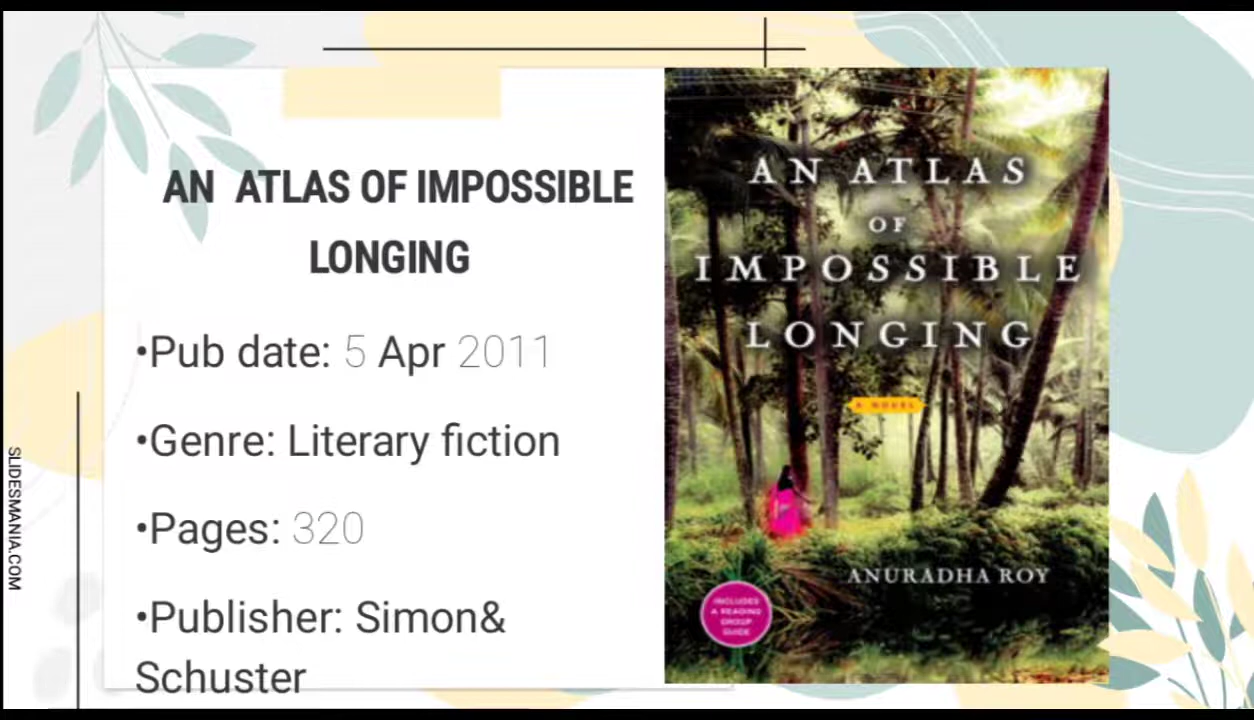 AN ATLAS OF IMPOSSIBLE
LONGING
•Pub date: 5 Apr 2011
•Genre: Literary fiction
•Pages: 320
•Publisher: Simon&
Schuster
SLIDESMANIA.COM
AN ATLAS
OF
IMPOSSIBLE
LONGING
A NOVEL
ANURADHA ROY
INCLUDES
A READING
GROUP
GUIDE